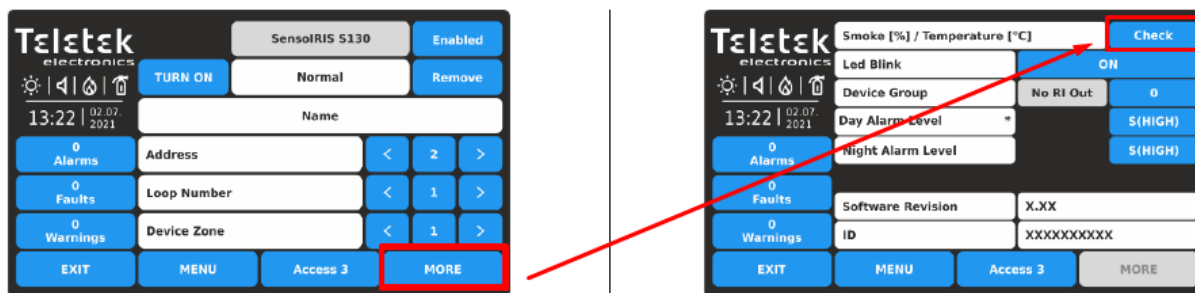 Teletek
electronics
SensoIRIS S130
Enabled
TURN ON
Normal
Remove
13:22 | 02.07.
2021
Name
0
Alarms
Address
< 2 >
0
Faults
Loop Number
< 1 >
0
Warnings
Device Zone
< 1 >
EXIT
MENU
Access 3
MORE
Teletek
electronics
Smoke [%] / Temperature [°C]
Check
Led Blink
ON
Device Group
No RI Out
0
13:22 | 02.07.
2021
Day Alarm Level *
S(HIGH)
0
Alarms
Night Alarm Level
S(HIGH)
0
Faults
Software Revision
X.XX
0
Warnings
ID
XXXXXXXXXX
EXIT
MENU
Access 3
MORE